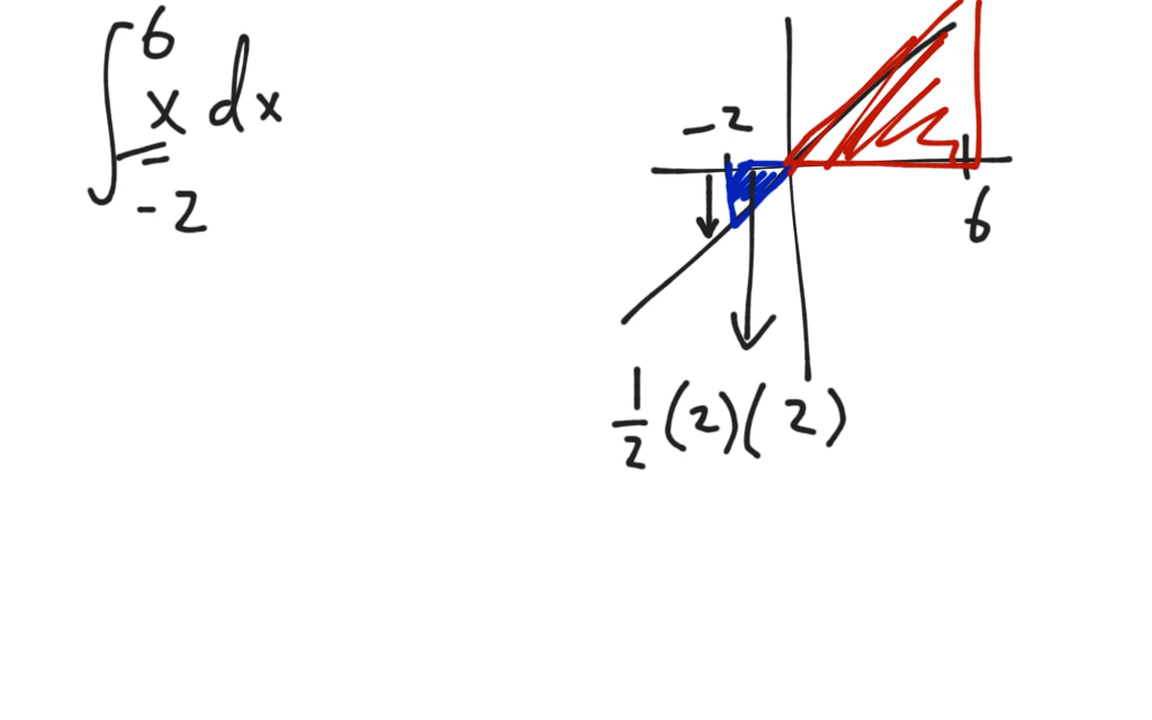 ∫ 6 x dx -2
-2
6
1/2 (2)(2)